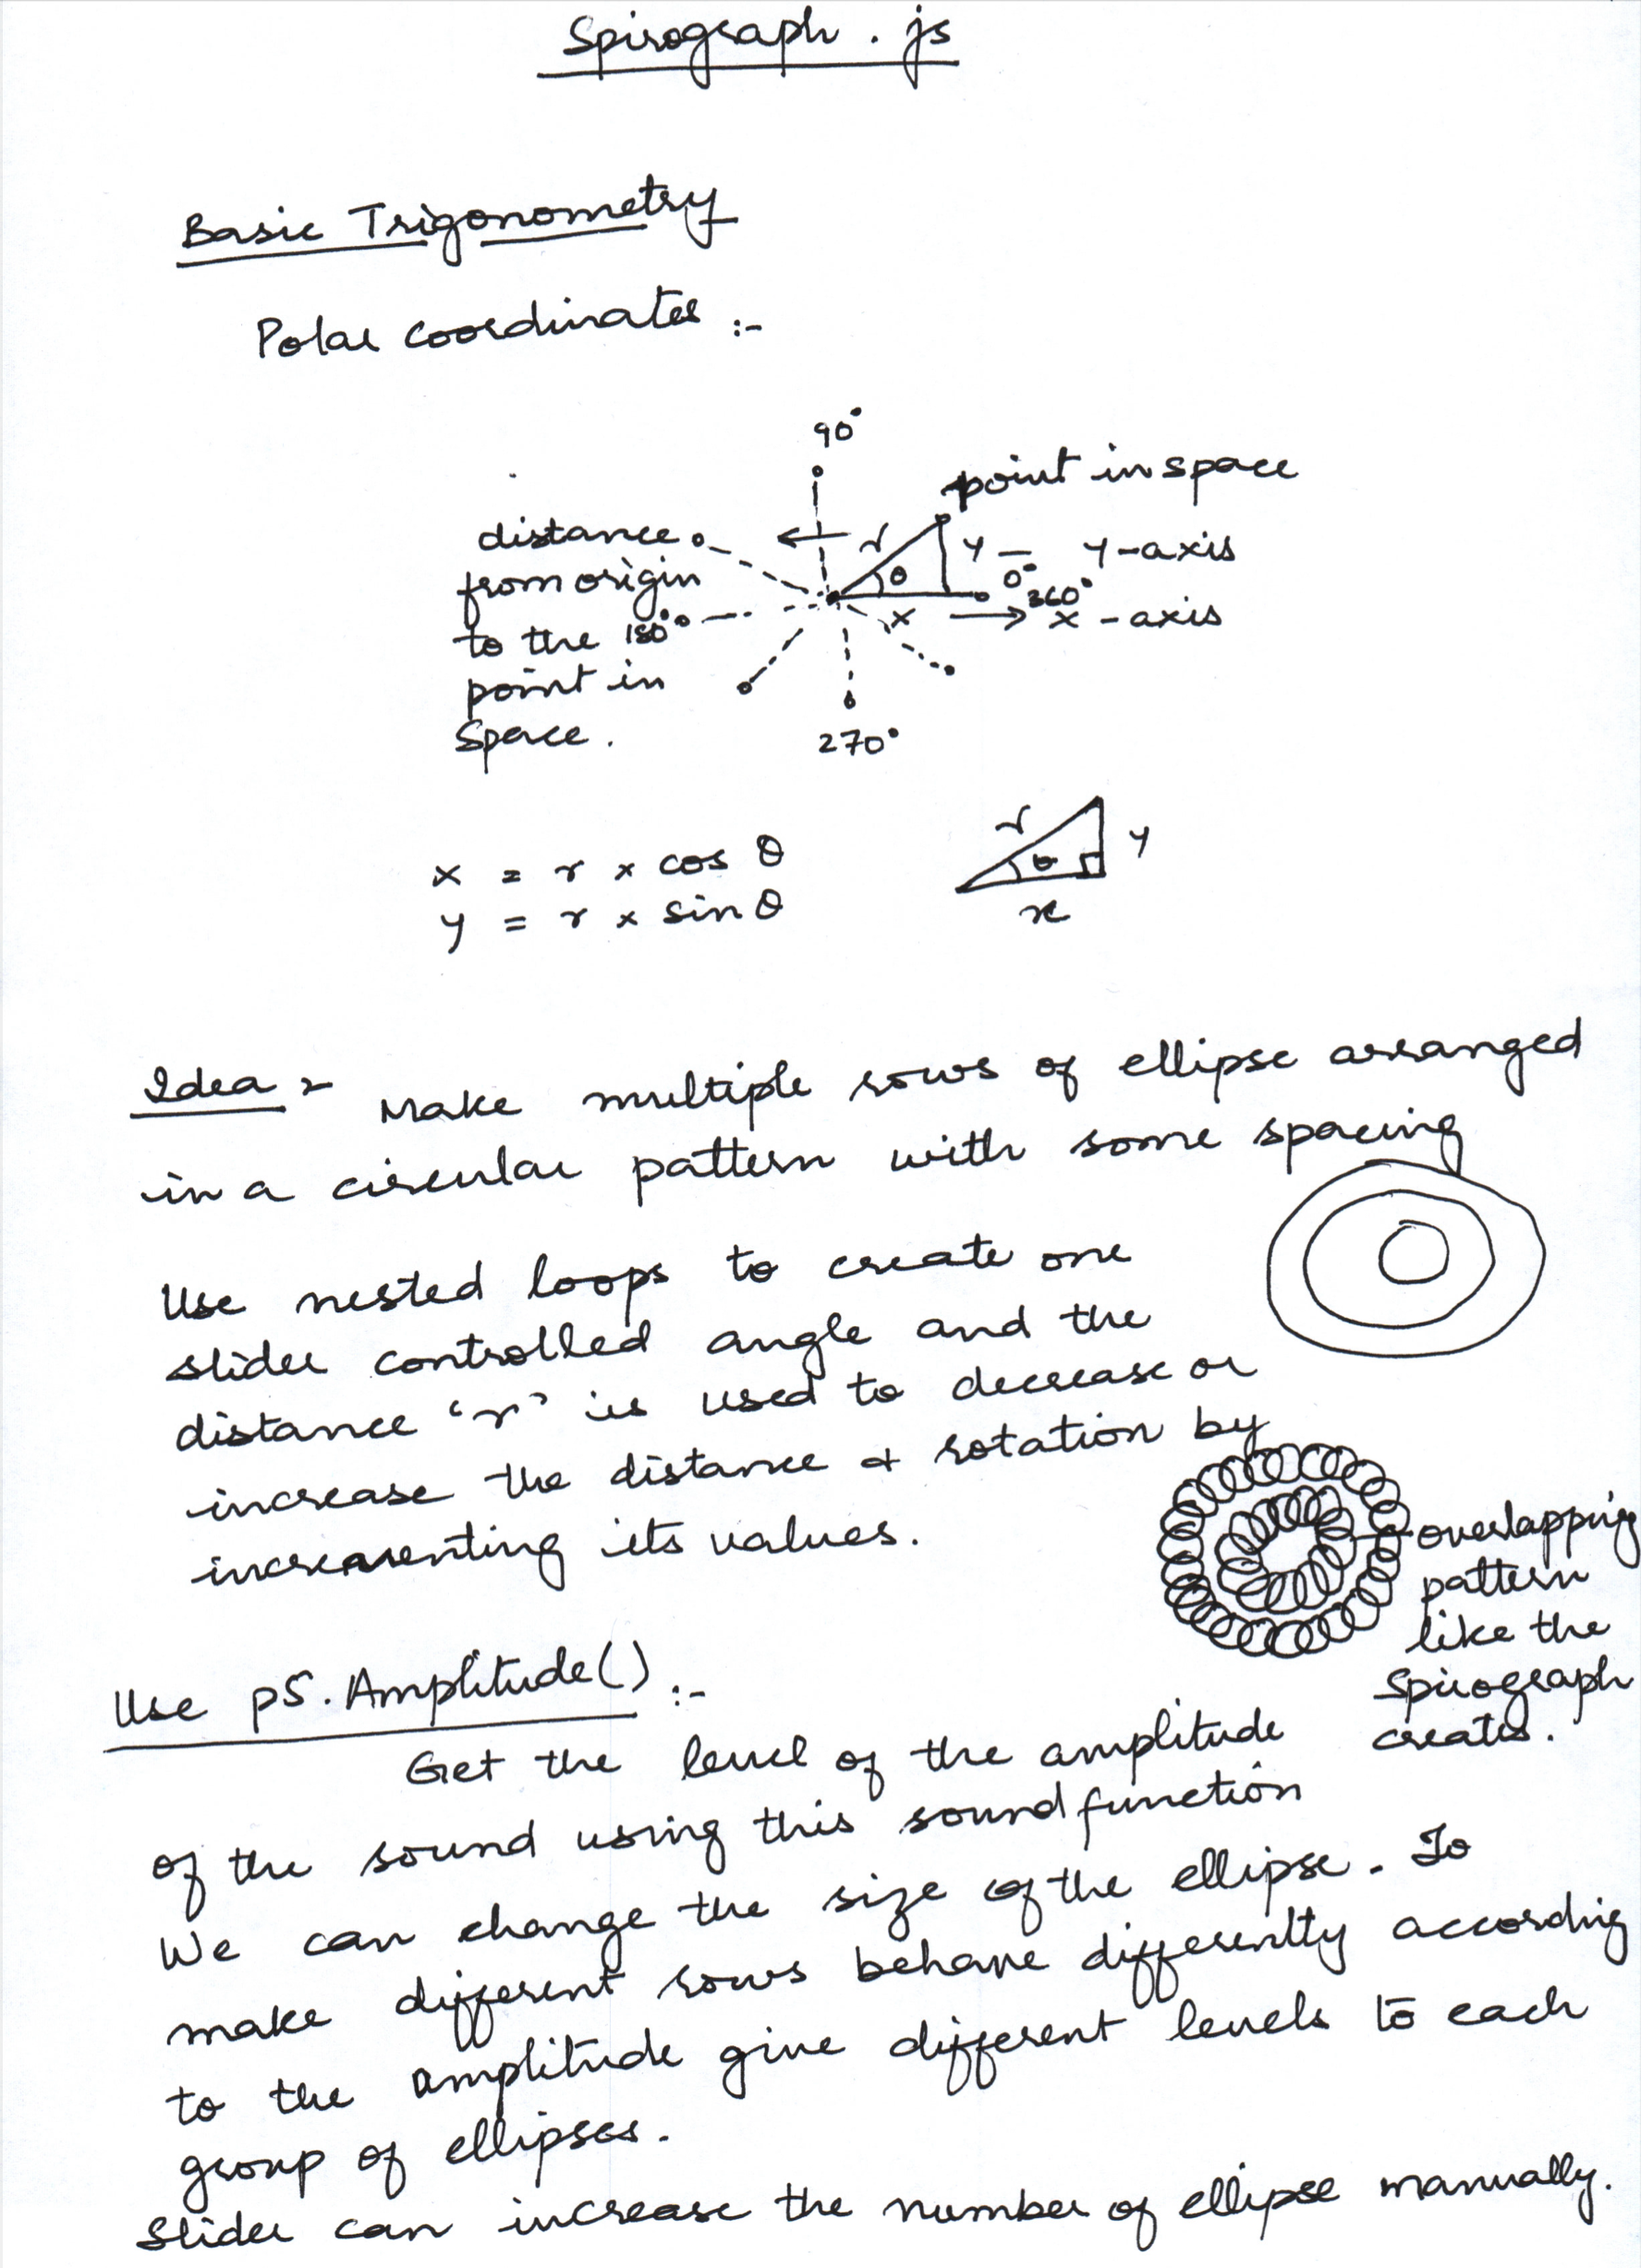 Spirograph . js
Basic Trigonometry
Polar coordinates :-
90°
point in space
distance
from origin
to the
point in
Space .
180°
r
θ
y — y-axis
0°
360°
x → x - axis
270°
x = r x cos θ
y = r x sin θ
r
θ
y
x
Idea :- Make multiple rows of ellipse arranged
in a circular pattern with some spacing
Use nested loops to create one
slider controlled angle and the
distance 'r' is used to decrease or
increase the distance & rotation by
incrementing its values.
overlapping
pattern
like the
Spirograph
creates.
Use p5.Amplitude() :-
Get the level of the amplitude
of the sound using this sound function
We can change the size of the ellipse. To
make different rows behave differently according
to the amplitude give different levels to each
group of ellipses.
Slider can increase the number of ellipse manually.